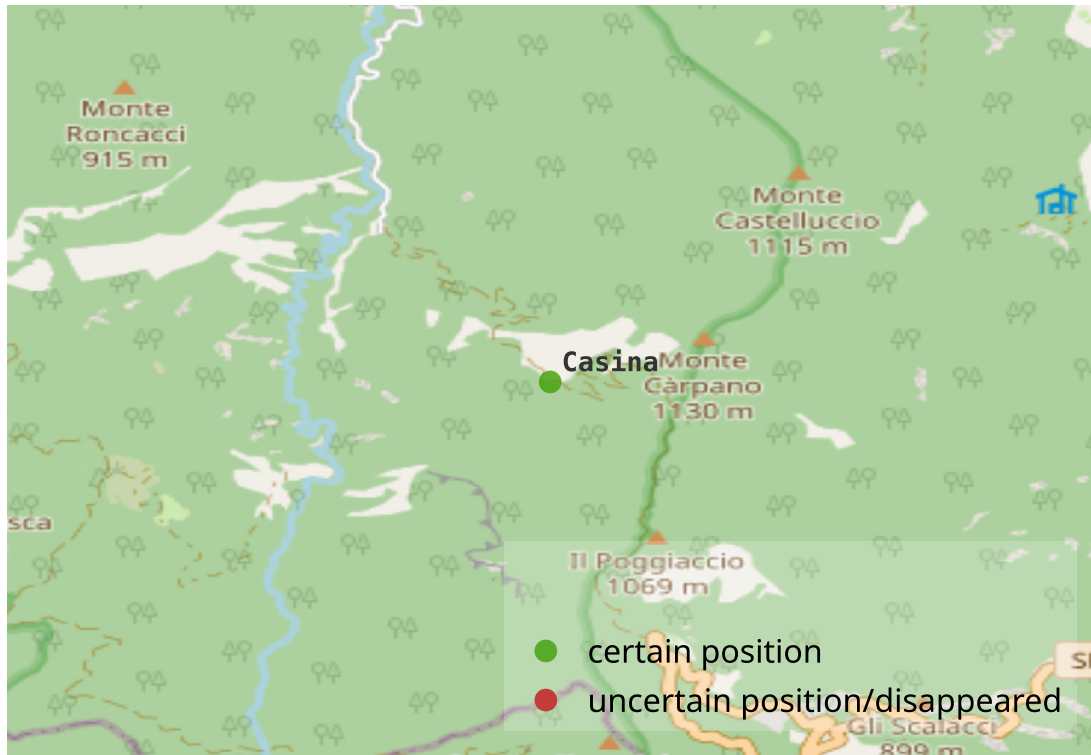 Monte
Roncacci
915 m
Monte
Castelluccio
1115 m
Casina
Monte
Càrpano
1130 m
sca
Il Poggiaccio
1069 m
certain position
uncertain position/disappeared
Gli Scalacci
899 m